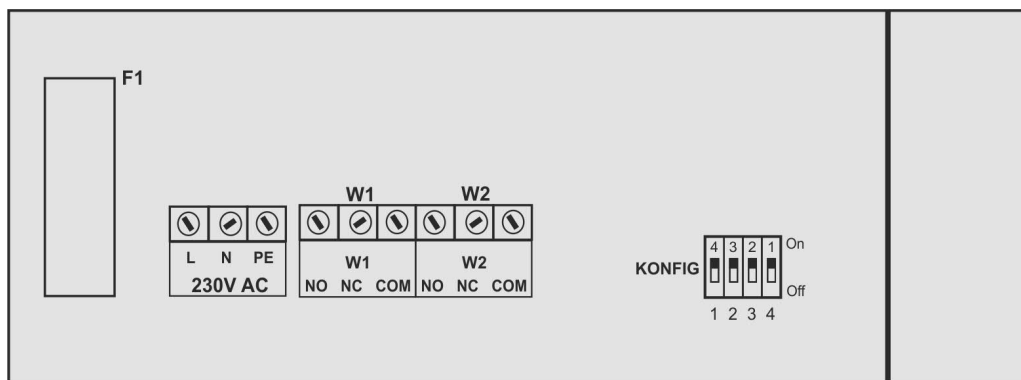 F1
W1 W2
L N PE
230V AC
W1 W2
NO NC COM NO NC COM
KONFIG
4 3 2 1 On
Off
1 2 3 4